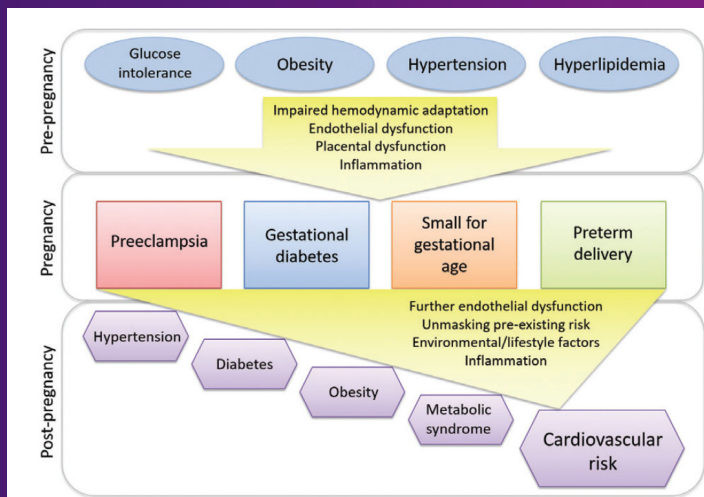 Pre-pregnancy
Glucose
intolerance
Obesity
Hypertension
Hyperlipidemia
Impaired hemodynamic adaptation
Endothelial dysfunction
Placental dysfunction
Inflammation
Pregnancy
Preeclampsia
Gestational
diabetes
Small for
gestational
age
Preterm
delivery
Further endothelial dysfunction
Unmasking pre-existing risk
Environmental/lifestyle factors
Inflammation
Post-pregnancy
Hypertension
Diabetes
Obesity
Metabolic
syndrome
Cardiovascular
risk